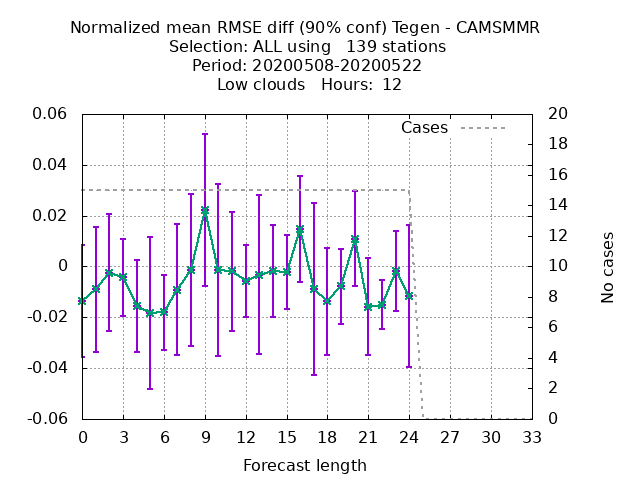 Normalized mean RMSE diff (90% conf) Tegen - CAMSMMR
Selection: ALL using   139 stations
Period: 20200508-20200522
Low clouds   Hours:  12
0.06
0.04
0.02
0
-0.02
-0.04
-0.06
Cases
20
18
16
14
12
10
8
6
4
2
0
No cases
0 3 6 9 12 15 18 21 24 27 30 33
Forecast length